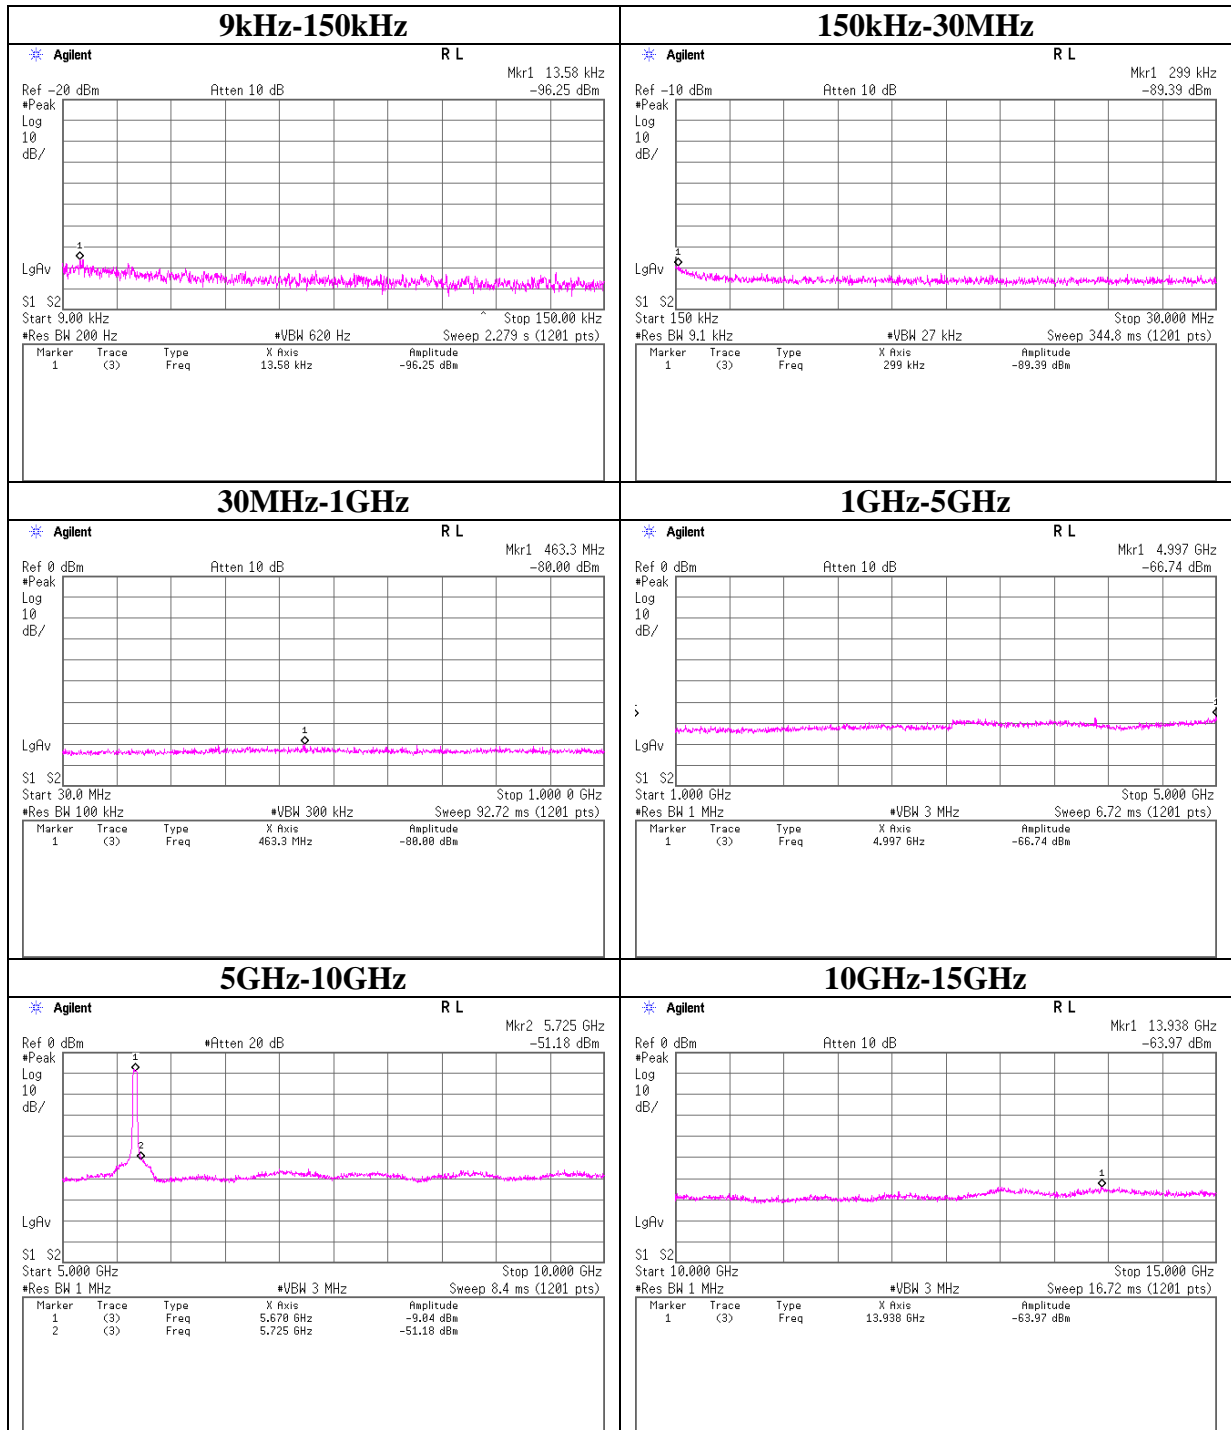 9kHz-150kHz
Agilent R L
Mkr1 13.58 kHz
Ref -20 dBm Atten 10 dB -96.25 dBm
#Peak
Log
10
dB/
1
LgAv
S1 S2
Start 9.00 kHz ^ Stop 150.00 kHz
#Res BW 200 Hz #VBW 620 Hz Sweep 2.279 s (1201 pts)
Marker Trace Type X Axis Amplitude
1 (3) Freq 13.58 kHz -96.25 dBm
150kHz-30MHz
Agilent R L
Mkr1 299 kHz
Ref -10 dBm Atten 10 dB -89.39 dBm
#Peak
Log
10
dB/
1
LgAv
S1 S2
Start 150 kHz Stop 30.000 MHz
#Res BW 9.1 kHz #VBW 27 kHz Sweep 344.8 ms (1201 pts)
Marker Trace Type X Axis Amplitude
1 (3) Freq 299 kHz -89.39 dBm
30MHz-1GHz
Agilent R L
Mkr1 463.3 MHz
Ref 0 dBm Atten 10 dB -80.00 dBm
#Peak
Log
10
dB/
1
LgAv
S1 S2
Start 30.0 MHz Stop 1.000 0 GHz
#Res BW 100 kHz #VBW 300 kHz Sweep 92.72 ms (1201 pts)
Marker Trace Type X Axis Amplitude
1 (3) Freq 463.3 MHz -80.00 dBm
1GHz-5GHz
Agilent R L
Mkr1 4.997 GHz
Ref 0 dBm Atten 10 dB -66.74 dBm
#Peak
Log
10
dB/
1
LgAv
S1 S2
Start 1.000 GHz Stop 5.000 GHz
#Res BW 1 MHz #VBW 3 MHz Sweep 6.72 ms (1201 pts)
Marker Trace Type X Axis Amplitude
1 (3) Freq 4.997 GHz -66.74 dBm
5GHz-10GHz
Agilent R L
Mkr2 5.725 GHz
Ref 0 dBm #Atten 20 dB -51.18 dBm
#Peak
Log
10
dB/
1
2
LgAv
S1 S2
Start 5.000 GHz Stop 10.000 GHz
#Res BW 1 MHz #VBW 3 MHz Sweep 8.4 ms (1201 pts)
Marker Trace Type X Axis Amplitude
1 (3) Freq 5.670 GHz -9.04 dBm
2 (3) Freq 5.725 GHz -51.18 dBm
10GHz-15GHz
Agilent R L
Mkr1 13.938 GHz
Ref 0 dBm Atten 10 dB -63.97 dBm
#Peak
Log
10
dB/
1
LgAv
S1 S2
Start 10.000 GHz Stop 15.000 GHz
#Res BW 1 MHz #VBW 3 MHz Sweep 16.72 ms (1201 pts)
Marker Trace Type X Axis Amplitude
1 (3) Freq 13.938 GHz -63.97 dBm